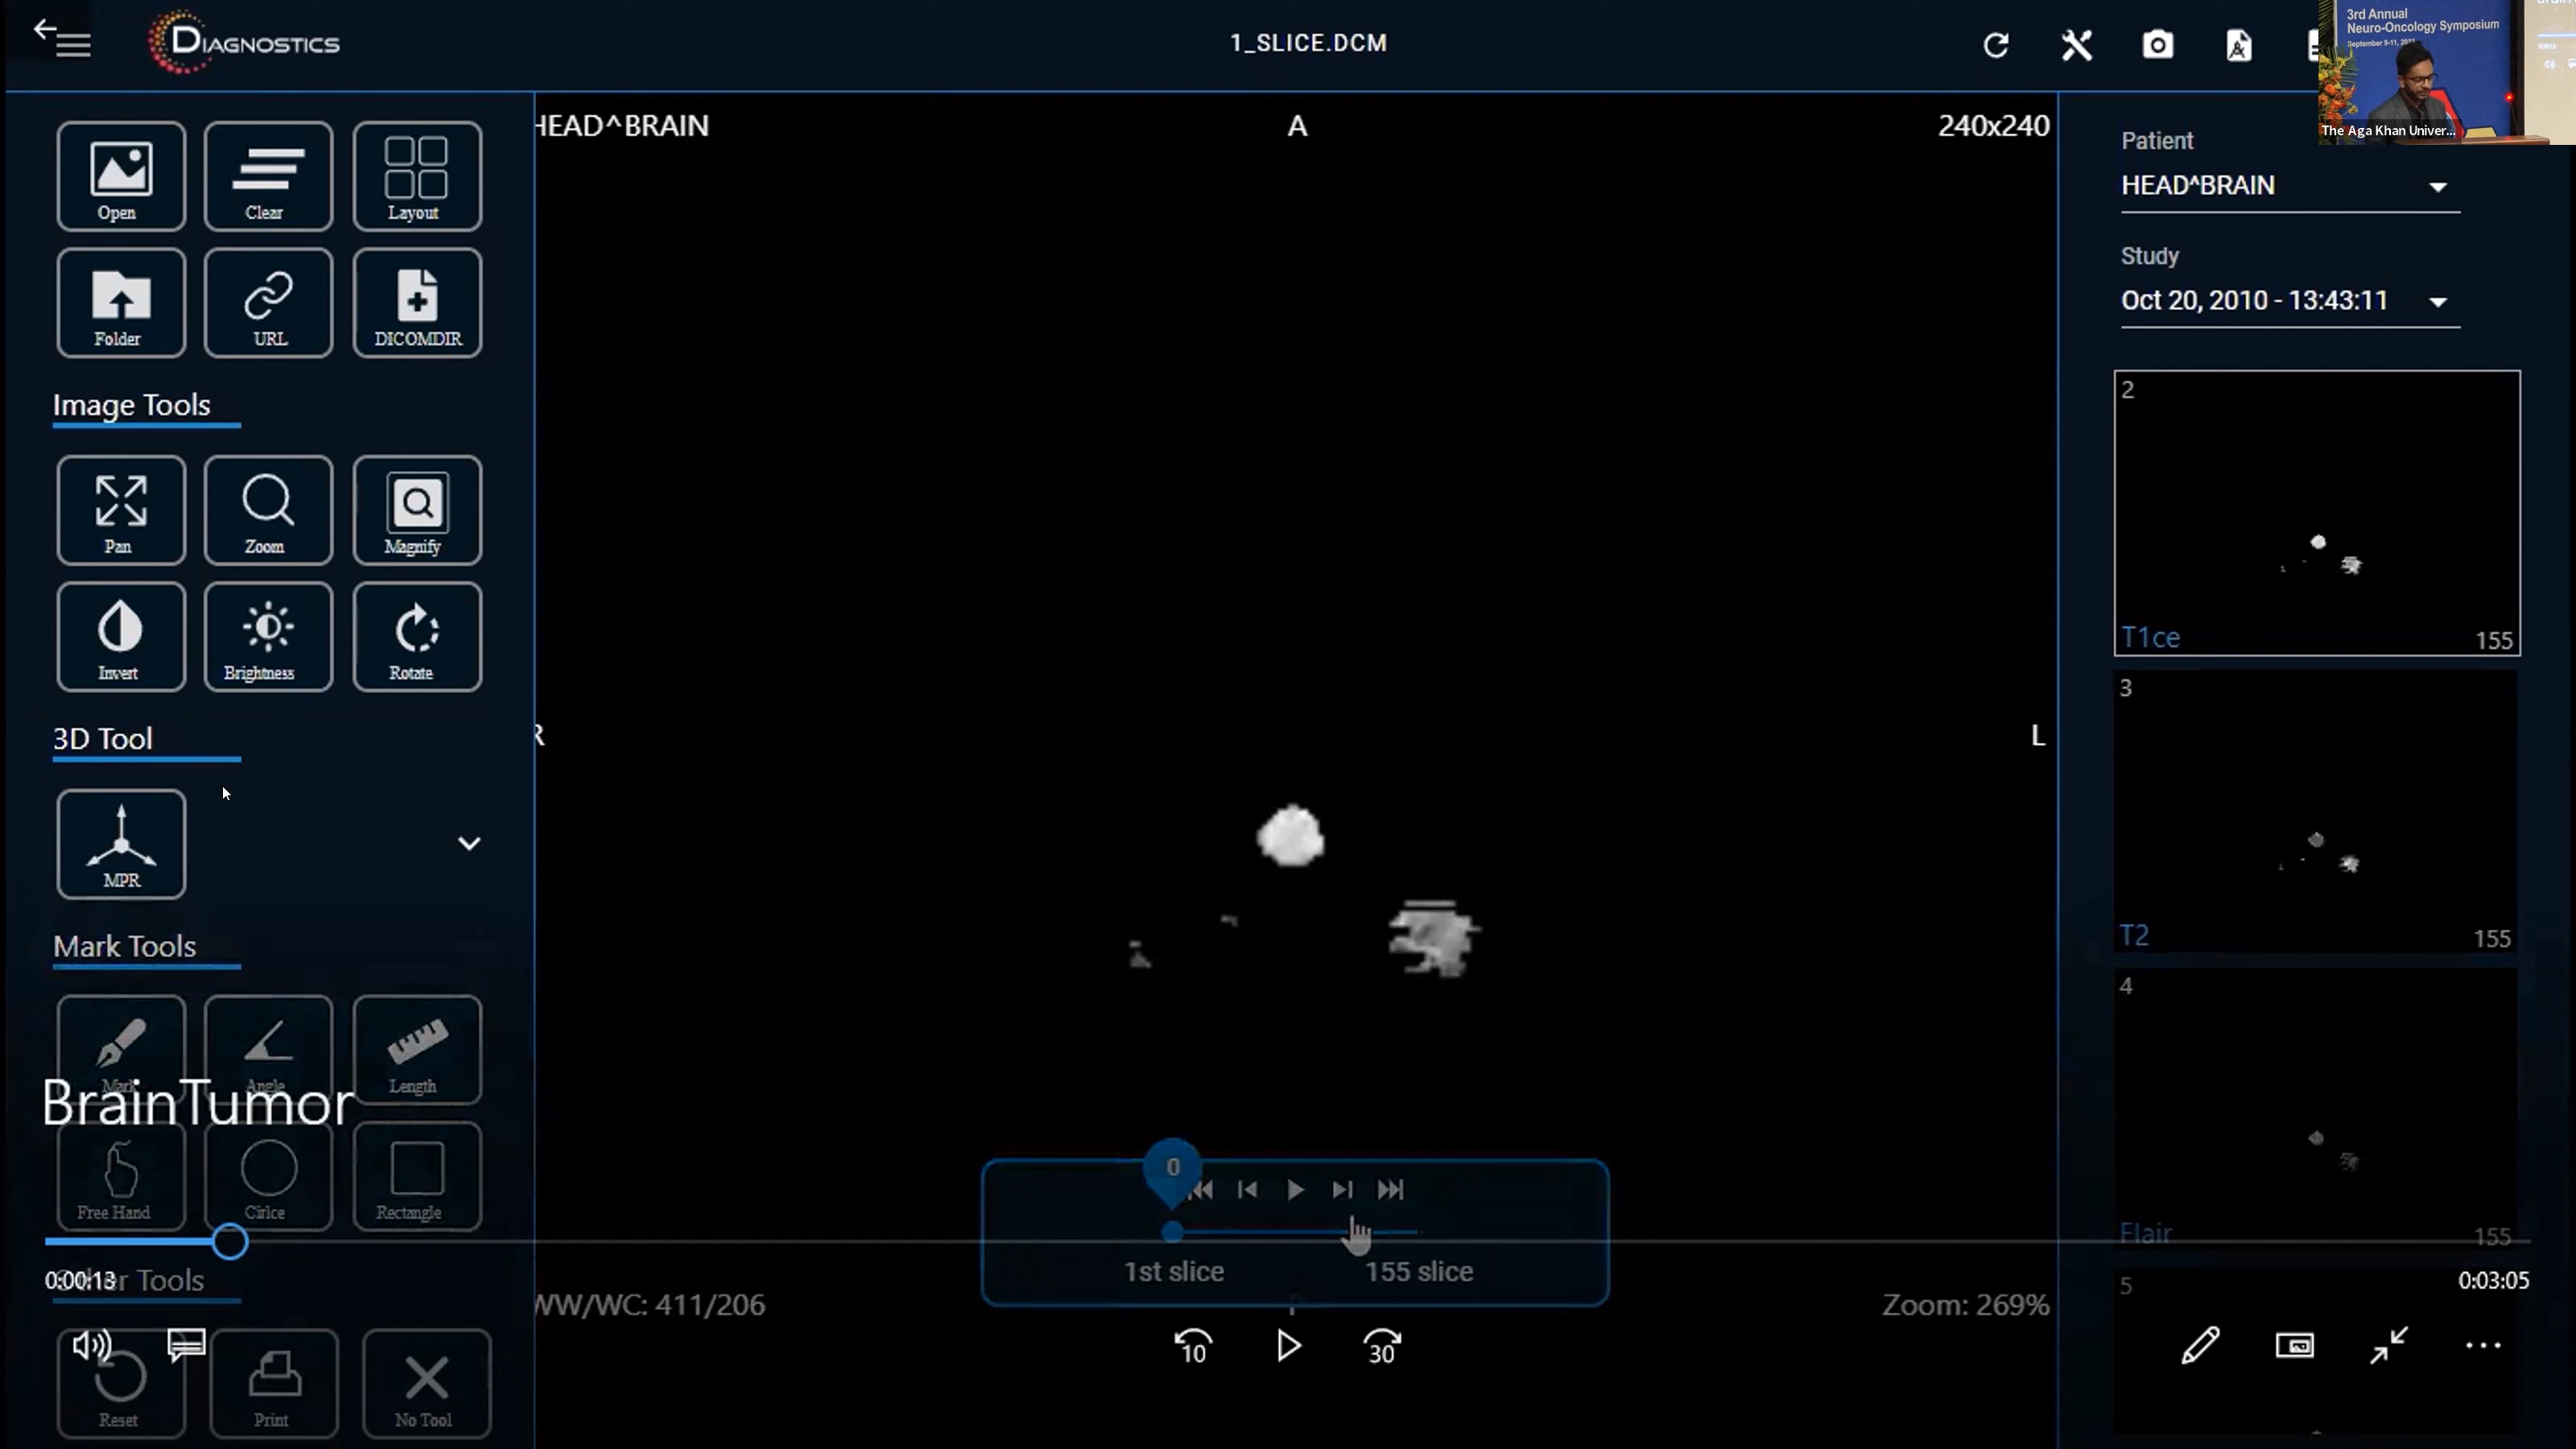 DIAGNOSTICS
1_SLICE.DCM
3rd Annual
Neuro-Oncology Symposium
The Aga Khan Univer...
HEAD^BRAIN
A
240x240
Patient
HEAD^BRAIN
Study
Oct 20, 2010 - 13:43:11
Open
Clear
Layout
Folder
URL
DICOMDIR
Image Tools
Pan
Zoom
Magnify
Invert
Brightness
Rotate
3D Tool
MPR
Mark Tools
Mark
Angle
Length
BrainTumor
Free Hand
Cirlce
Rectangle
0:00:13
Tools
Reset
Print
No Tool
R
L
0
1st slice
155 slice
WW/WC: 411/206
Zoom: 269%
10
30
2
T1ce
155
3
T2
155
4
Flair
155
5
0:03:05